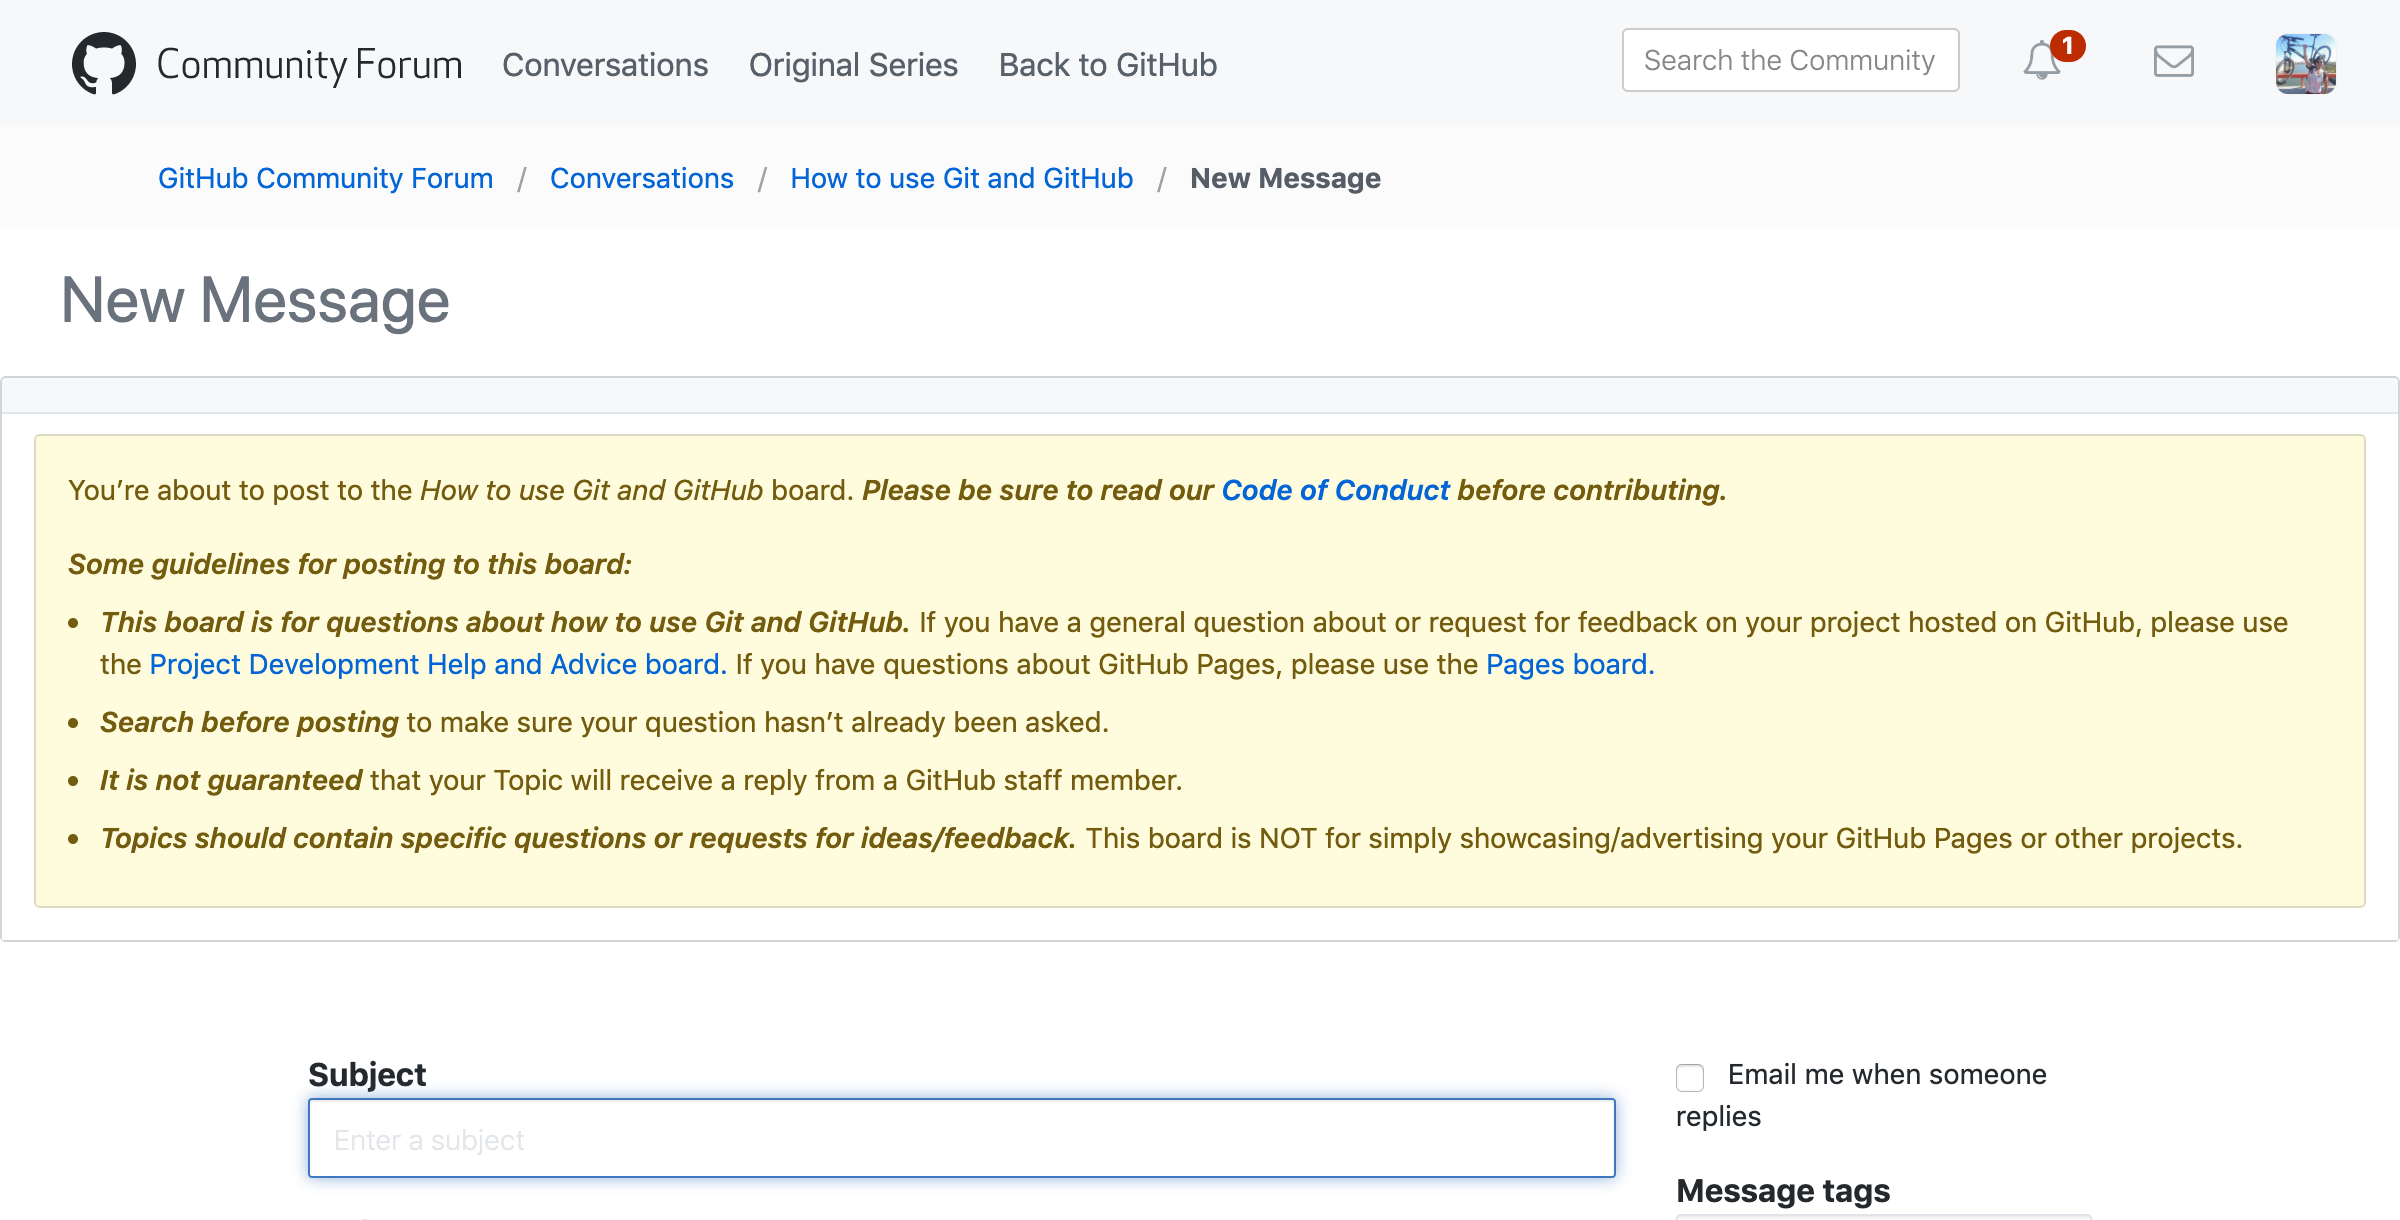 Community Forum Conversations Original Series Back to GitHub Search the Community 1
GitHub Community Forum / Conversations / How to use Git and GitHub / New Message
New Message
You’re about to post to the How to use Git and GitHub board. Please be sure to read our Code of Conduct before contributing.
Some guidelines for posting to this board:
• This board is for questions about how to use Git and GitHub. If you have a general question about or request for feedback on your project hosted on GitHub, please use
the Project Development Help and Advice board. If you have questions about GitHub Pages, please use the Pages board.
• Search before posting to make sure your question hasn’t already been asked.
• It is not guaranteed that your Topic will receive a reply from a GitHub staff member.
• Topics should contain specific questions or requests for ideas/feedback. This board is NOT for simply showcasing/advertising your GitHub Pages or other projects.
Subject
Enter a subject
Email me when someone
replies
Message tags